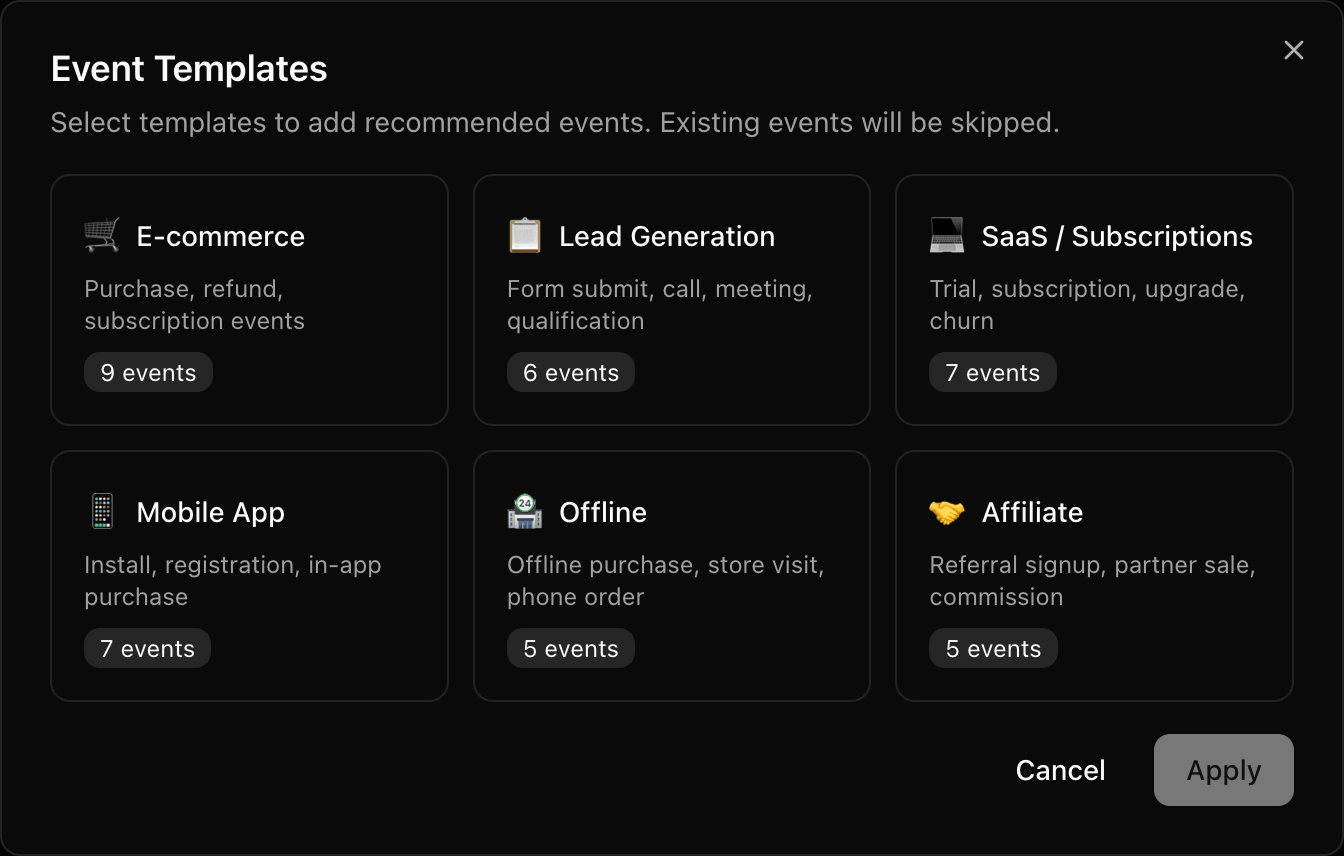 Event Templates
Select templates to add recommended events. Existing events will be skipped.
E-commerce
Purchase, refund,
subscription events
9 events
Lead Generation
Form submit, call, meeting,
qualification
6 events
SaaS / Subscriptions
Trial, subscription, upgrade,
churn
7 events
Mobile App
Install, registration, in-app
purchase
7 events
24
Offline
Offline purchase, store visit,
phone order
5 events
Affiliate
Referral signup, partner sale,
commission
5 events
Cancel
Apply